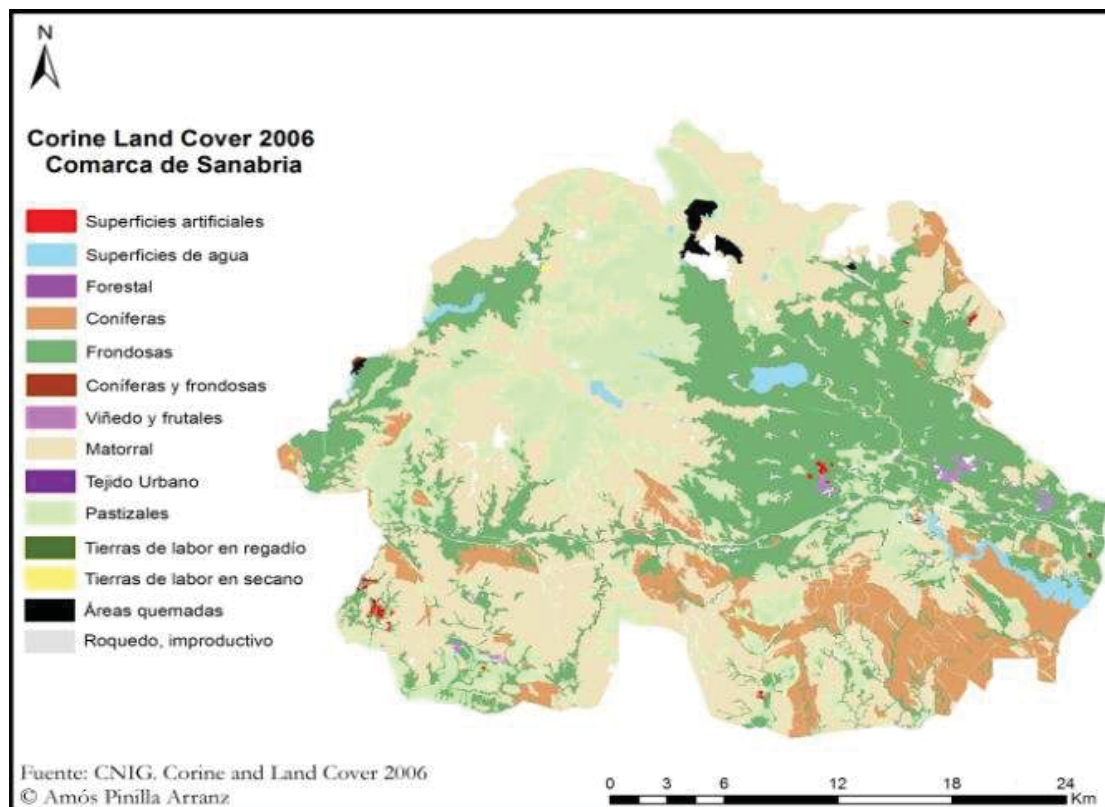 N
Corine Land Cover 2006
Comarca de Sanabria
Superficies artificiales
Superficies de agua
Forestal
Coníferas
Frondosas
Coníferas y frondosas
Viñedo y frutales
Matorral
Tejido Urbano
Pastizales
Tierras de labor en regadío
Tierras de labor en secano
Áreas quemadas
Roquedo, improductivo
Fuente: CNIG. Corine and Land Cover 2006
© Amós Pinilla Arranz
0 3 6 12 18 24
Km